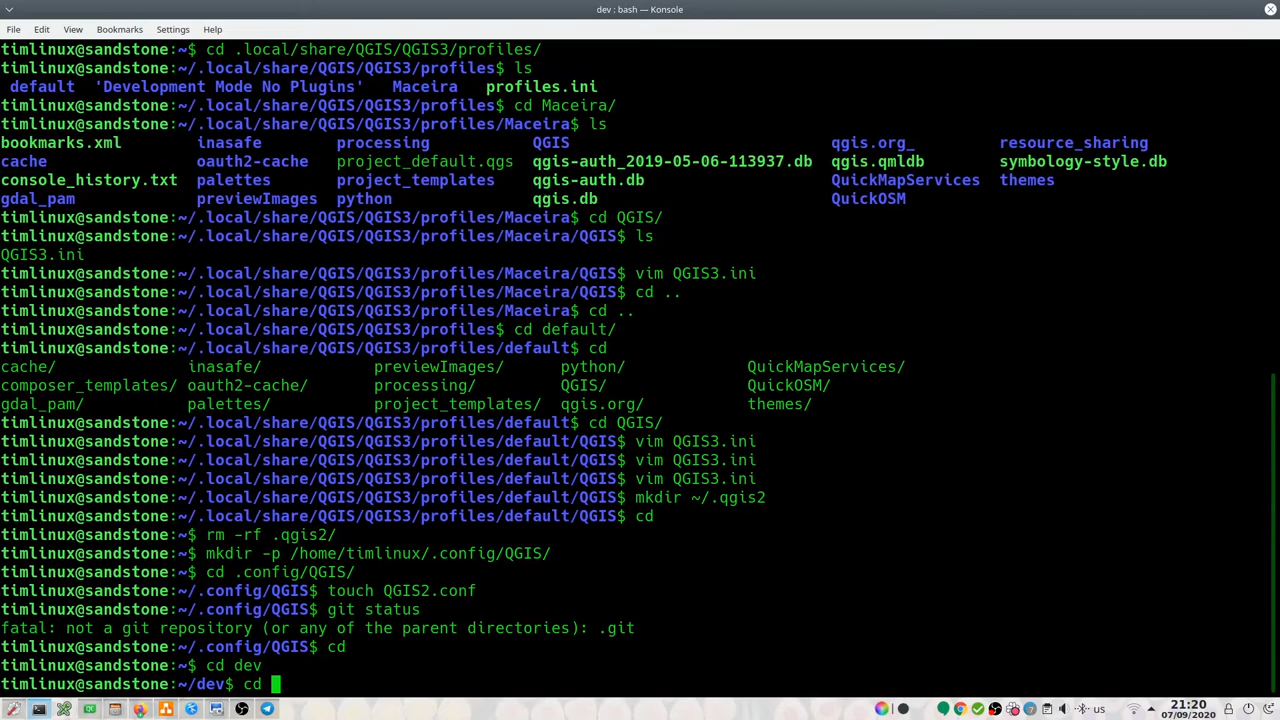 dev : bash — Konsole
File Edit View Bookmarks Settings Help
timlinux@sandstone:~$ cd .local/share/QGIS/QGIS3/profiles/
timlinux@sandstone:~/.local/share/QGIS/QGIS3/profiles$ ls
default 'Development Mode No Plugins' Maceira profiles.ini
timlinux@sandstone:~/.local/share/QGIS/QGIS3/profiles$ cd Maceira/
timlinux@sandstone:~/.local/share/QGIS/QGIS3/profiles/Maceira$ ls
bookmarks.xml inasafe processing QGIS qgis.org_ resource_sharing
cache oauth2-cache project_default.qgs qgis-auth_2019-05-06-113937.db qgis.qmldb symbology-style.db
console_history.txt palettes project_templates qgis-auth.db QuickMapServices themes
gdal_pam previewImages python qgis.db QuickOSM
timlinux@sandstone:~/.local/share/QGIS/QGIS3/profiles/Maceira$ cd QGIS/
timlinux@sandstone:~/.local/share/QGIS/QGIS3/profiles/Maceira/QGIS$ ls
QGIS3.ini
timlinux@sandstone:~/.local/share/QGIS/QGIS3/profiles/Maceira/QGIS$ vim QGIS3.ini
timlinux@sandstone:~/.local/share/QGIS/QGIS3/profiles/Maceira/QGIS$ cd ..
timlinux@sandstone:~/.local/share/QGIS/QGIS3/profiles/Maceira$ cd ..
timlinux@sandstone:~/.local/share/QGIS/QGIS3/profiles$ cd default/
timlinux@sandstone:~/.local/share/QGIS/QGIS3/profiles/default$ cd
cache/ inasafe/ previewImages/ python/ QuickMapServices/
composer_templates/ oauth2-cache/ processing/ QGIS/ QuickOSM/
gdal_pam/ palettes/ project_templates/ qgis.org/ themes/
timlinux@sandstone:~/.local/share/QGIS/QGIS3/profiles/default$ cd QGIS/
timlinux@sandstone:~/.local/share/QGIS/QGIS3/profiles/default/QGIS$ vim QGIS3.ini
timlinux@sandstone:~/.local/share/QGIS/QGIS3/profiles/default/QGIS$ vim QGIS3.ini
timlinux@sandstone:~/.local/share/QGIS/QGIS3/profiles/default/QGIS$ vim QGIS3.ini
timlinux@sandstone:~/.local/share/QGIS/QGIS3/profiles/default/QGIS$ mkdir ~/.qgis2
timlinux@sandstone:~/.local/share/QGIS/QGIS3/profiles/default/QGIS$ cd
timlinux@sandstone:~$ rm -rf .qgis2/
timlinux@sandstone:~$ mkdir -p /home/timlinux/.config/QGIS/
timlinux@sandstone:~$ cd .config/QGIS/
timlinux@sandstone:~/.config/QGIS$ touch QGIS2.conf
timlinux@sandstone:~/.config/QGIS$ git status
fatal: not a git repository (or any of the parent directories): .git
timlinux@sandstone:~/.config/QGIS$ cd
timlinux@sandstone:~$ cd dev
timlinux@sandstone:~/dev$ cd
us
21:20
07/09/2020